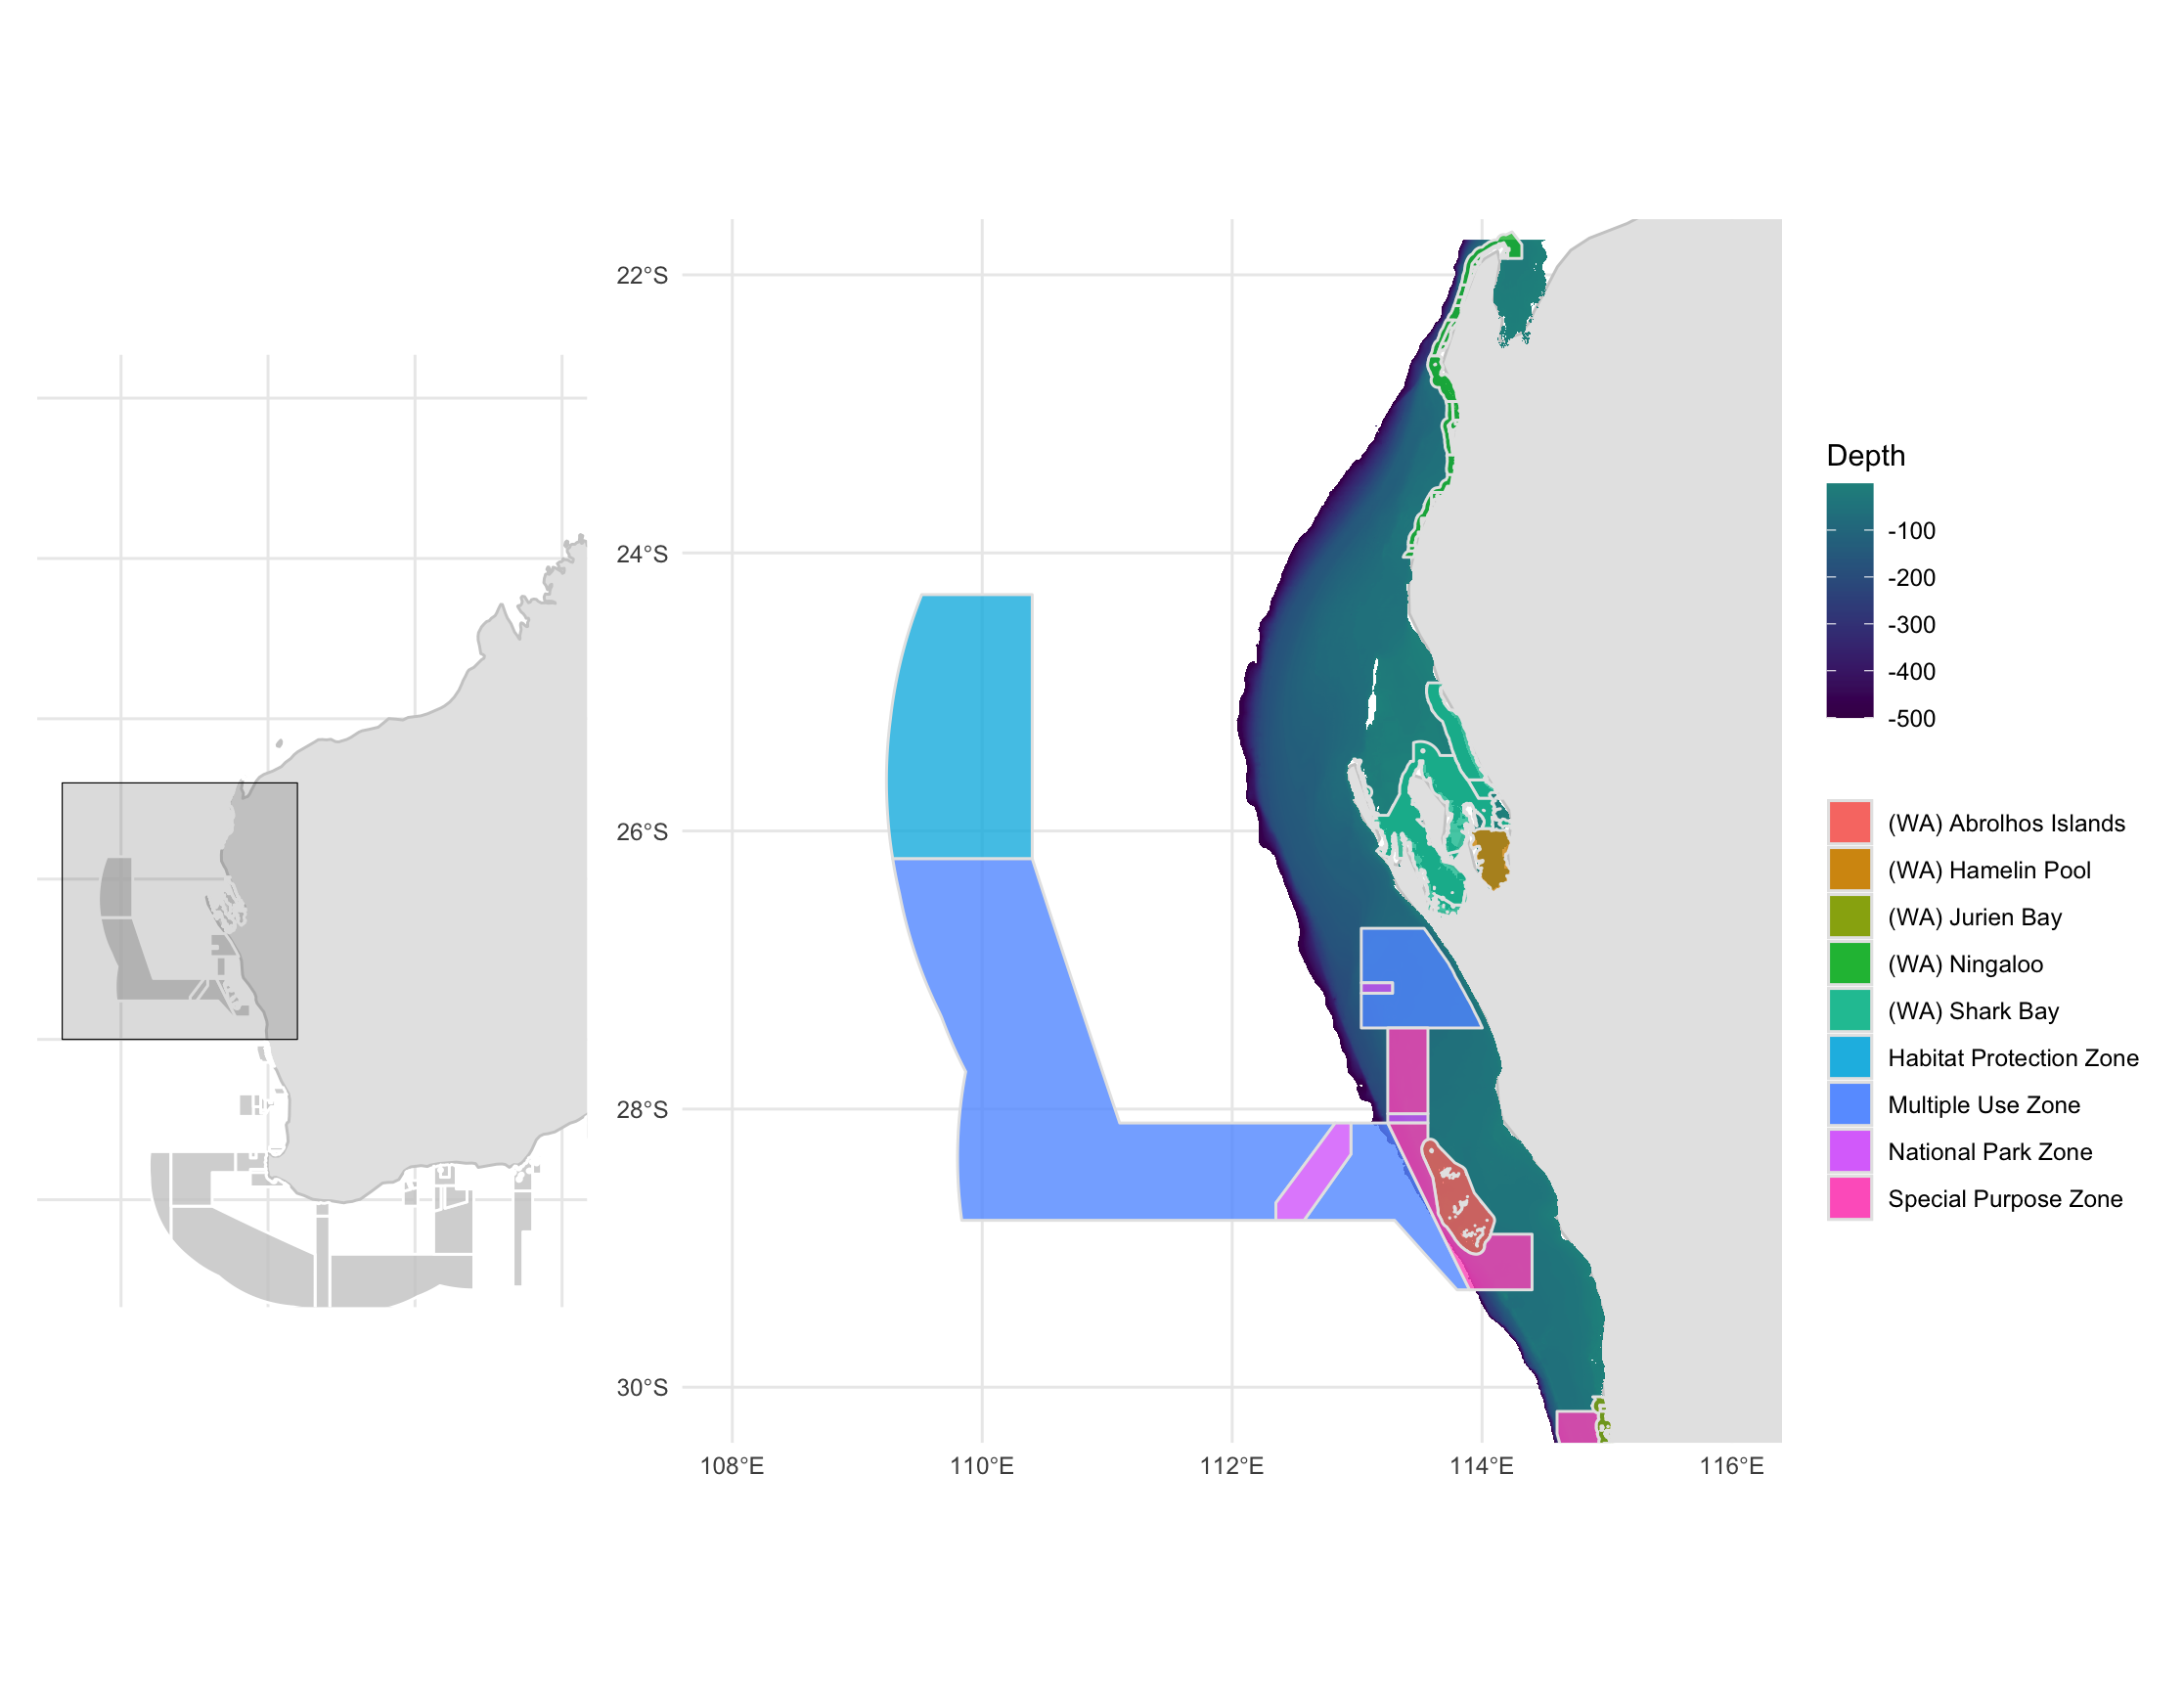 22°S
24°S
26°S
28°S
30°S
108°E
110°E
112°E
114°E
116°E
Depth
-100
-200
-300
-400
-500
(WA) Abrolhos Islands
(WA) Hamelin Pool
(WA) Jurien Bay
(WA) Ningaloo
(WA) Shark Bay
Habitat Protection Zone
Multiple Use Zone
National Park Zone
Special Purpose Zone